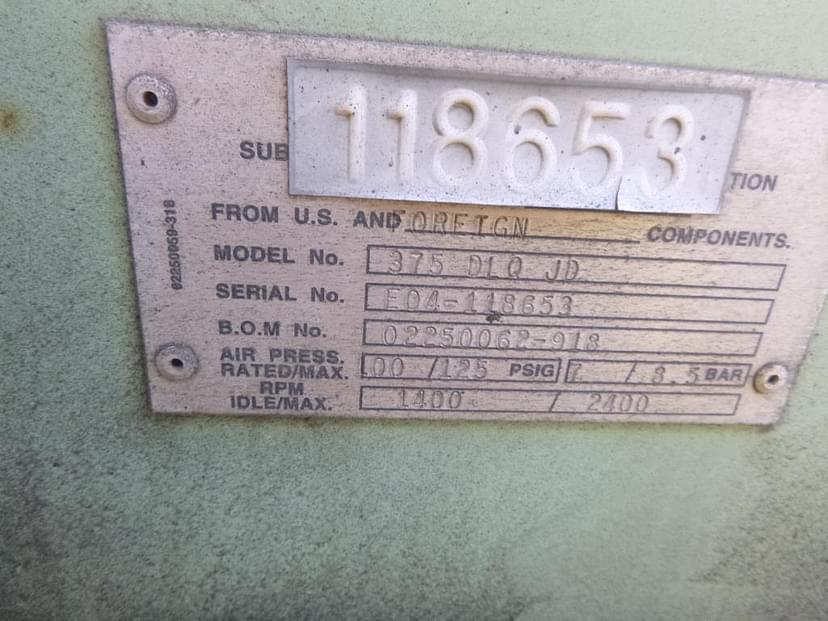 118653
SUB TION
FROM U.S. AND FOREIGN COMPONENTS.
MODEL No. 375 DLQ JD
SERIAL No. E04-118653
B.O.M No. 02250062-918
AIR PRESS. RATED/MAX. 00 /125 PSIG 7 / 8.5 BAR
RPM IDLE/MAX. 1400 / 2400
02250059-318